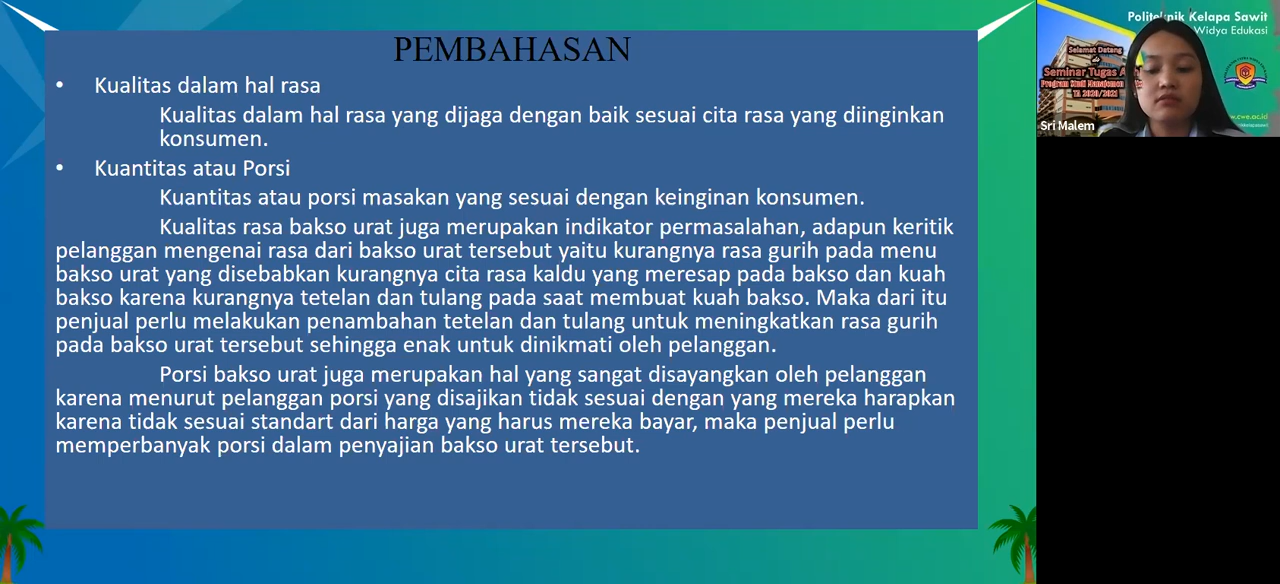 PEMBAHASAN
• Kualitas dalam hal rasa
Kualitas dalam hal rasa yang dijaga dengan baik sesuai cita rasa yang diinginkan
konsumen.
• Kuantitas atau Porsi
Kuantitas atau porsi masakan yang sesuai dengan keinginan konsumen.
Kualitas rasa bakso urat juga merupakan indikator permasalahan, adapun keritik
pelanggan mengenai rasa dari bakso urat tersebut yaitu kurangnya rasa gurih pada menu
bakso urat yang disebabkan kurangnya cita rasa kaldu yang meresap pada bakso dan kuah
bakso karena kurangnya tetelan dan tulang pada saat membuat kuah bakso. Maka dari itu
penjual perlu melakukan penambahan tetelan dan tulang untuk meningkatkan rasa gurih
pada bakso urat tersebut sehingga enak untuk dinikmati oleh pelanggan.
Porsi bakso urat juga merupakan hal yang sangat disayangkan oleh pelanggan
karena menurut pelanggan porsi yang disajikan tidak sesuai dengan yang mereka harapkan
karena tidak sesuai standart dari harga yang harus mereka bayar, maka penjual perlu
memperbanyak porsi dalam penyajian bakso urat tersebut.
Politeknik Kelapa Sawit
Widya Edukasi
Selamat Datang
di
Seminar Tugas
Program Studi Manajemen
TA 2020/2021
Sri Malem
.cwe.ac.id